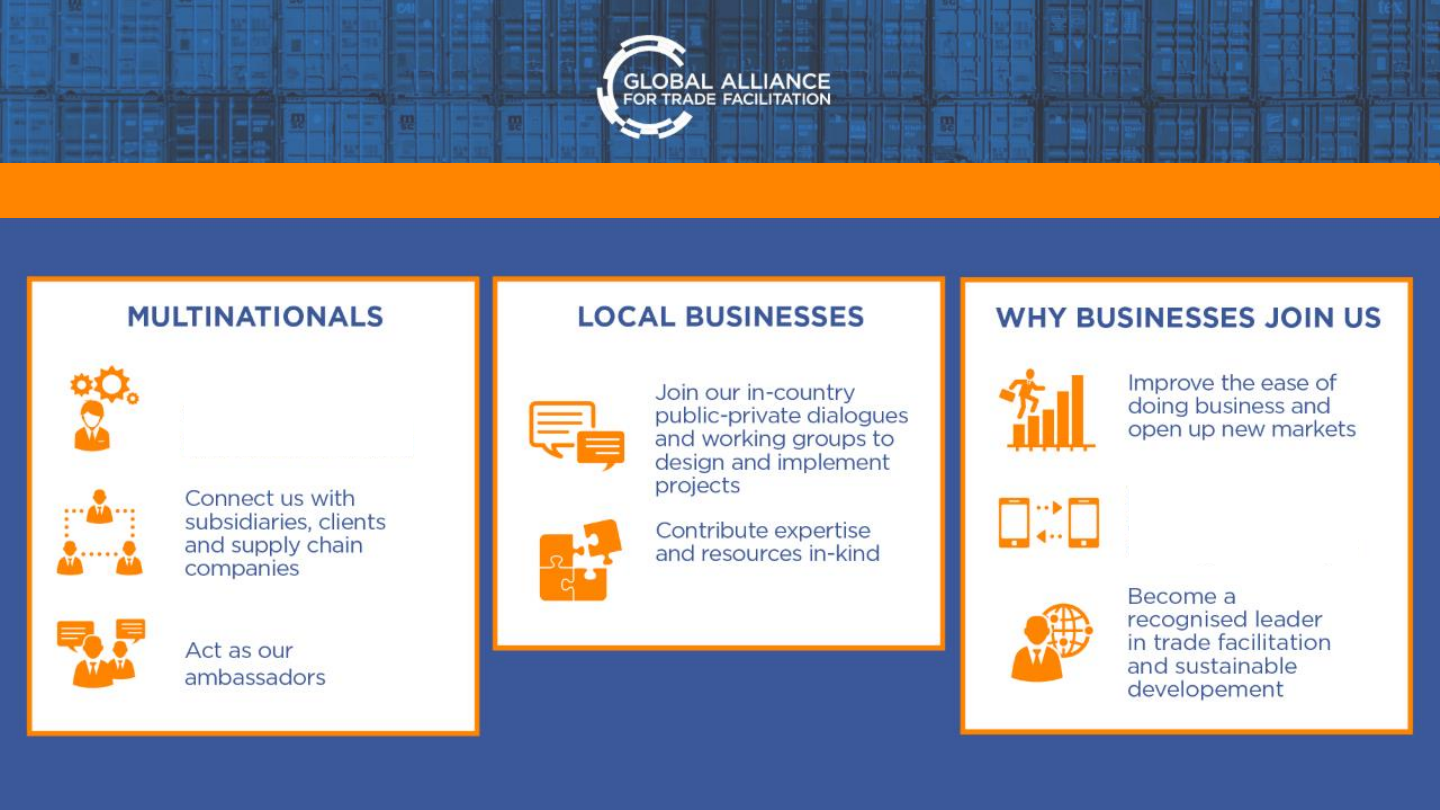 GLOBAL ALLIANCE
FOR TRADE FACILITATION
MULTINATIONALS
Connect us with
subsidiaries, clients
and supply chain
companies
Act as our
ambassadors
LOCAL BUSINESSES
Join our in-country
public-private dialogues
and working groups to
design and implement
projects
Contribute expertise
and resources in-kind
WHY BUSINESSES JOIN US
Improve the ease of
doing business and
open up new markets
Become a
recognised leader
in trade facilitation
and sustainable
developement